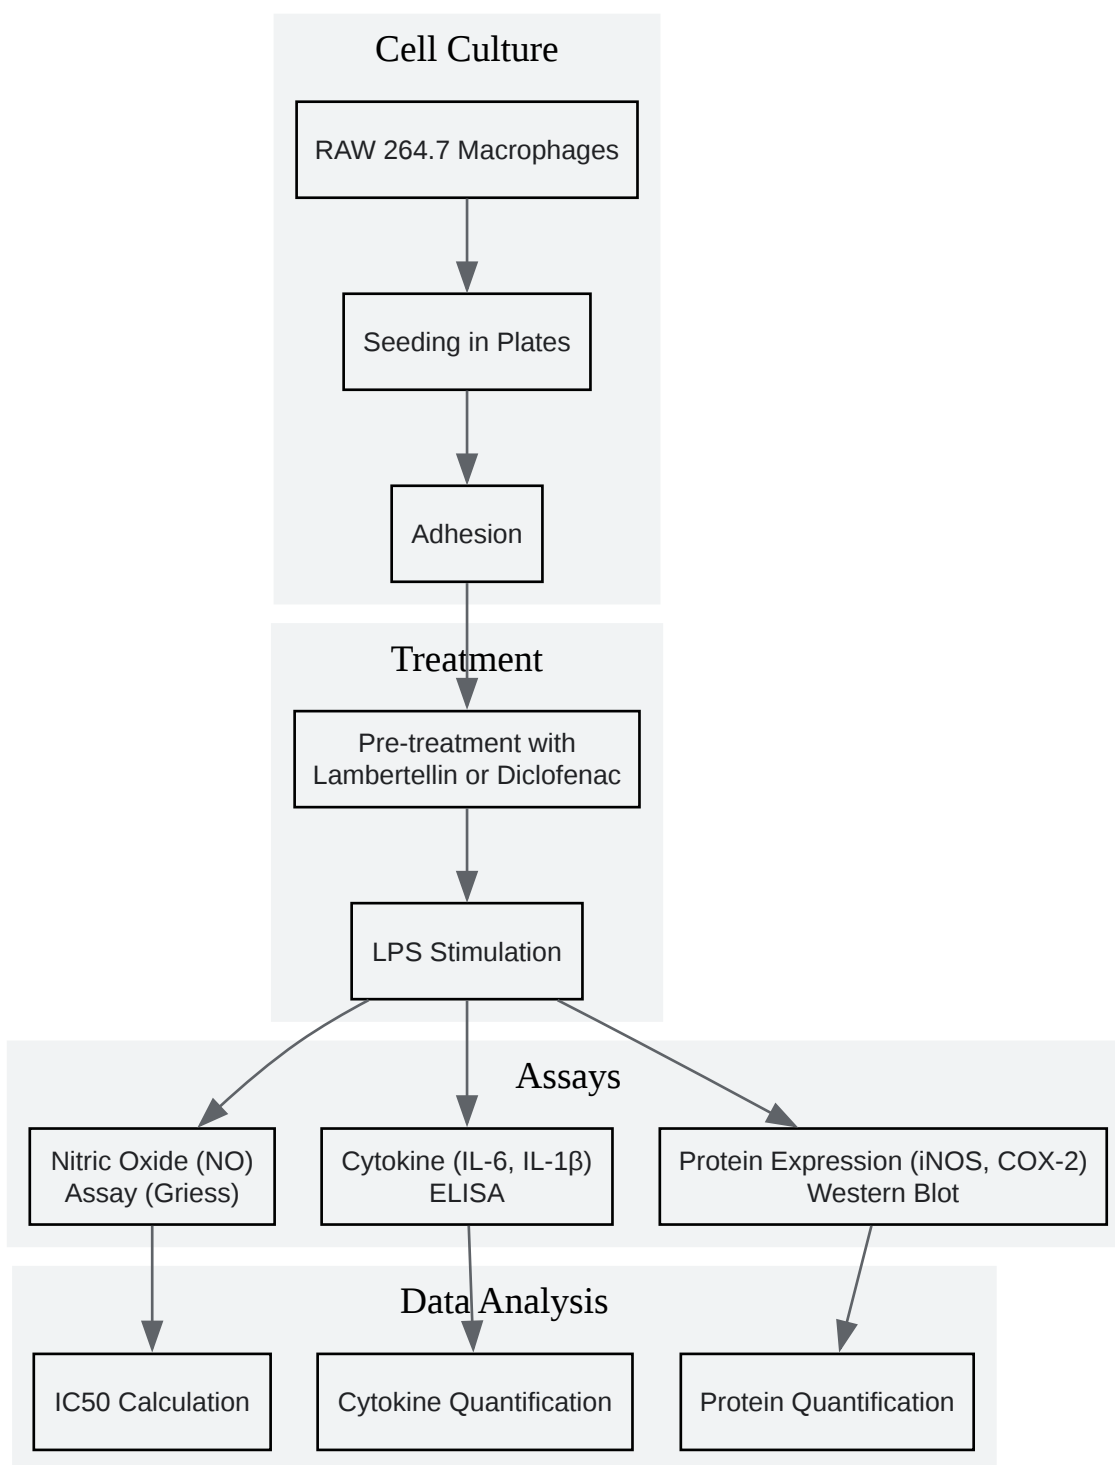 Cell Culture
RAW 264.7 Macrophages
Seeding in Plates
Adhesion
Treatment
Pre-treatment with
Lambertellin or Diclofenac
LPS Stimulation
Assays
Nitric Oxide (NO)
Assay (Griess)
Cytokine (IL-6, IL-1β)
ELISA
Protein Expression (iNOS, COX-2)
Western Blot
Data Analysis
IC50 Calculation
Cytokine Quantification
Protein Quantification